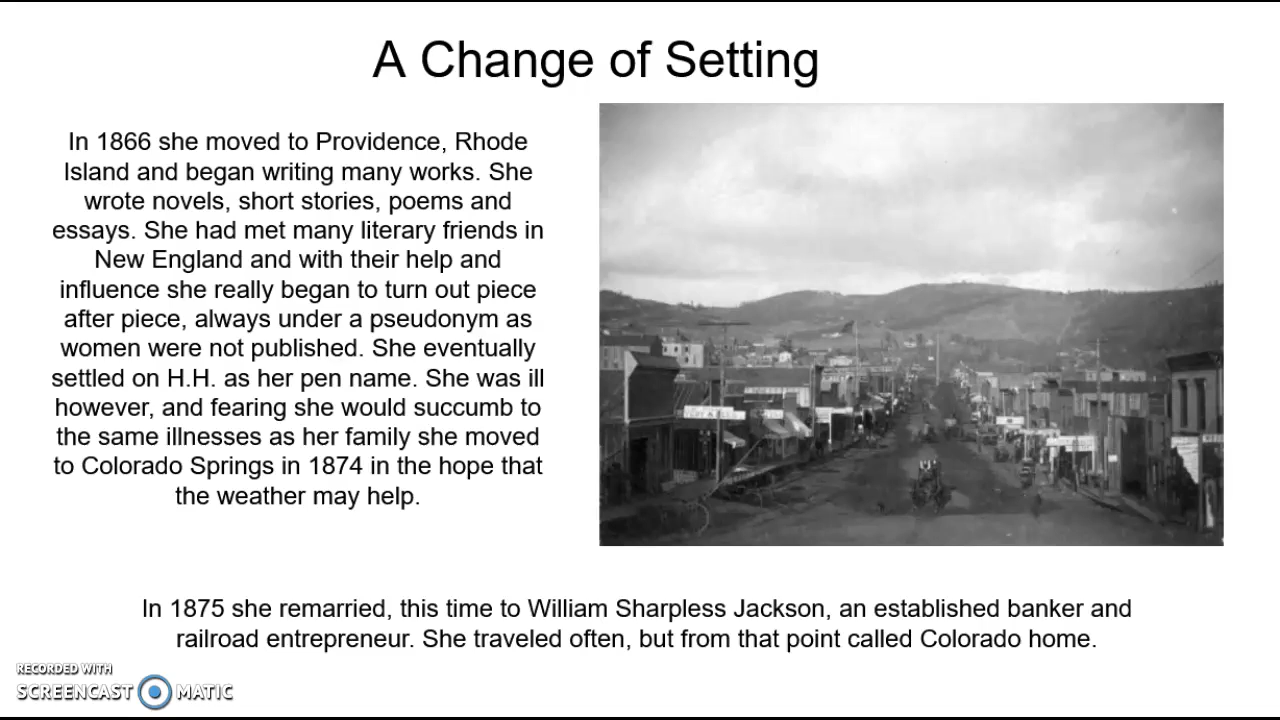 A Change of Setting
In 1866 she moved to Providence, Rhode
Island and began writing many works. She
wrote novels, short stories, poems and
essays. She had met many literary friends in
New England and with their help and
influence she really began to turn out piece
after piece, always under a pseudonym as
women were not published. She eventually
settled on H.H. as her pen name. She was ill
however, and fearing she would succumb to
the same illnesses as her family she moved
to Colorado Springs in 1874 in the hope that
the weather may help.
In 1875 she remarried, this time to William Sharpless Jackson, an established banker and
railroad entrepreneur. She traveled often, but from that point called Colorado home.
RECORDED WITH
SCREENCAST MATIC